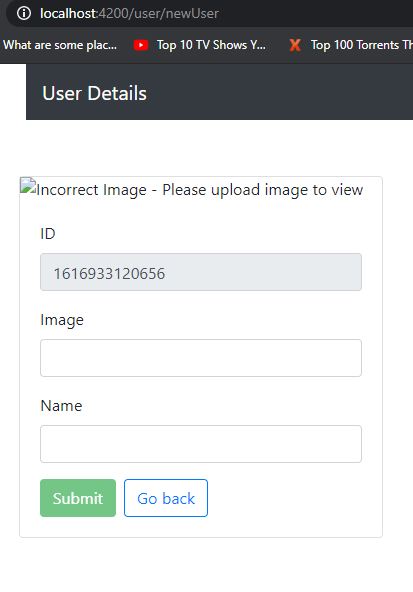 localhost:4200/user/newUser
What are some plac... Top 10 TV Shows Y... Top 100 Torrents Th
User Details
Incorrect Image - Please upload image to view
ID
1616933120656
Image
Name
Submit Go back